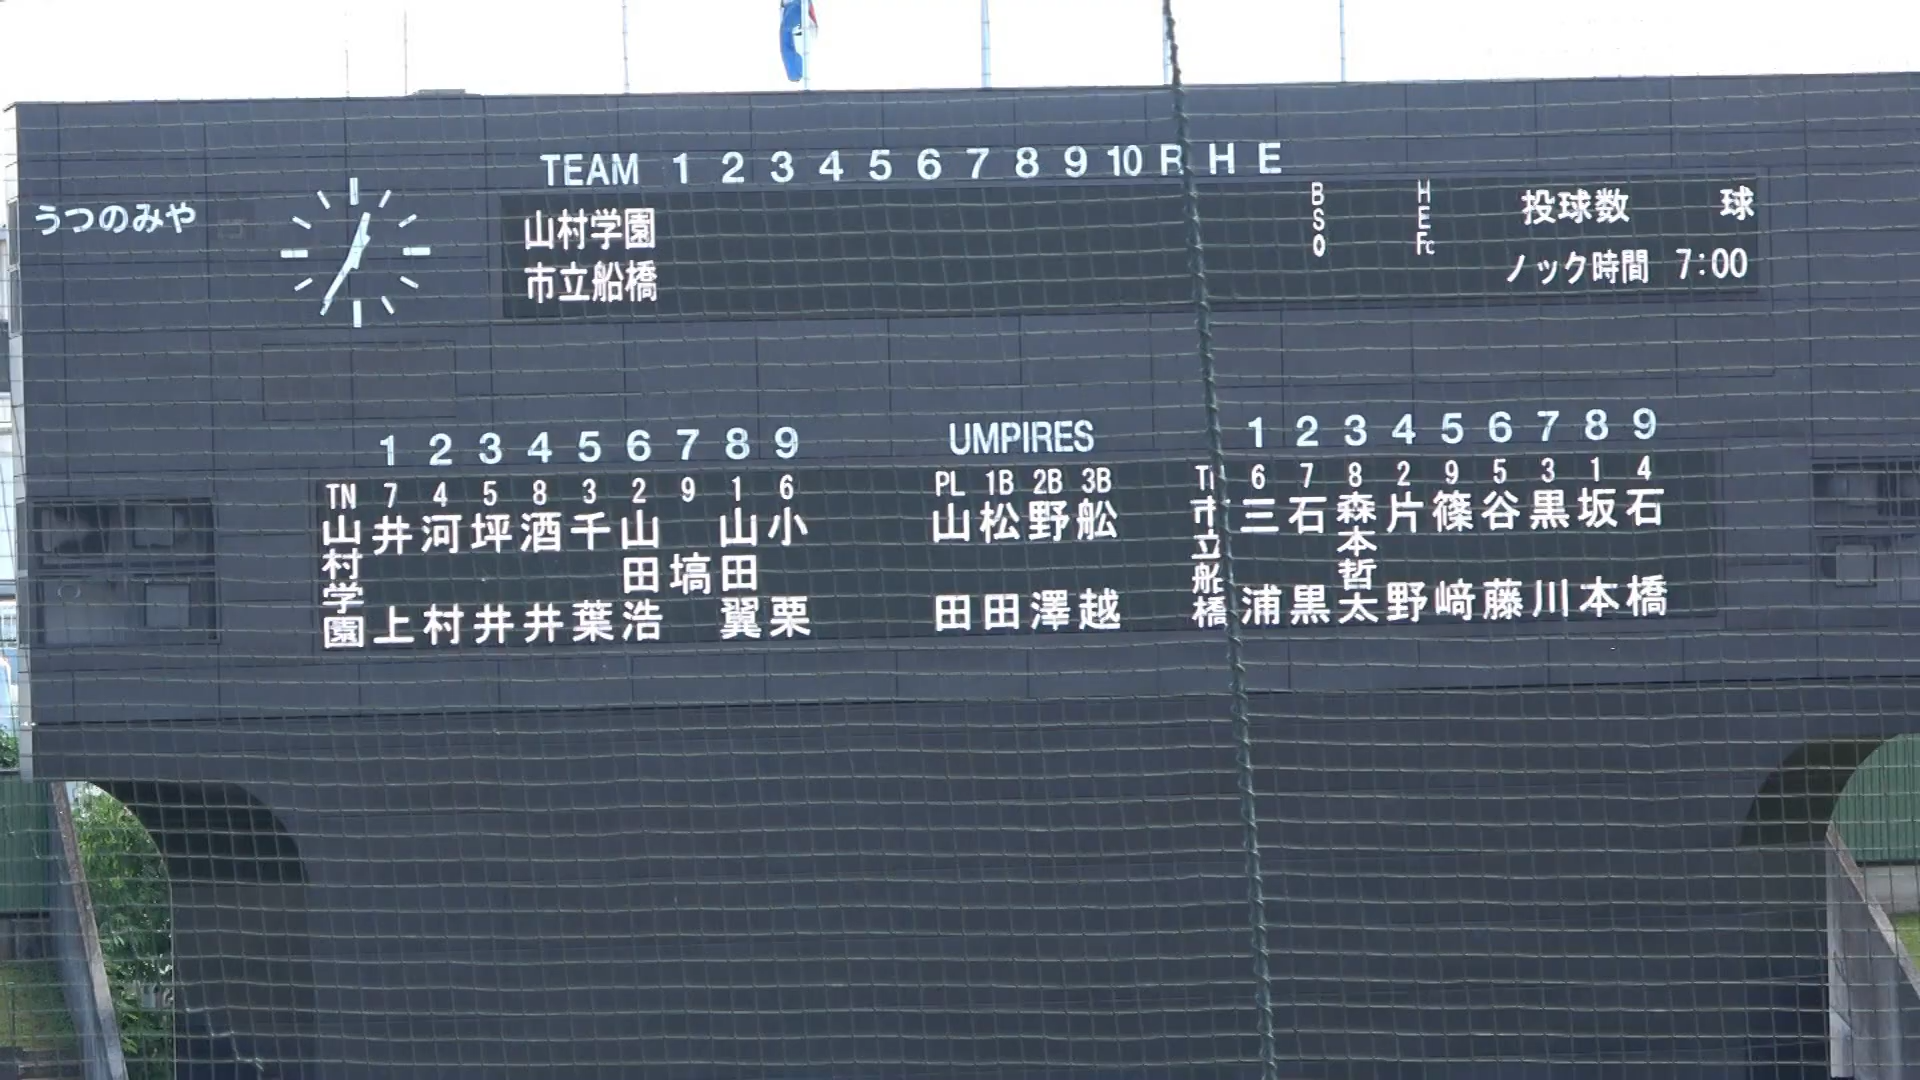 TEAM 1 2 3 4 5 6 7 8 9 10 R H E
うつのみや
山村学園
市立船橋
B
S
O
H
E
Fc
投球数 球
ノック時間 7:00
1 2 3 4 5 6 7 8 9
TN 7 4 5 8 3 2 9 1 6
山村学園
井上
河村
坪井
酒井
千葉
山田浩
塙
山田翼
小栗
UMPIRES
PL 1B 2B 3B
山田
松田
野澤
舩越
1 2 3 4 5 6 7 8 9
TN 6 7 8 2 9 5 3 1 4
市立船橋
三浦
石黒
森本哲太
片野
篠﨑
谷藤
黒川
坂本
石橋